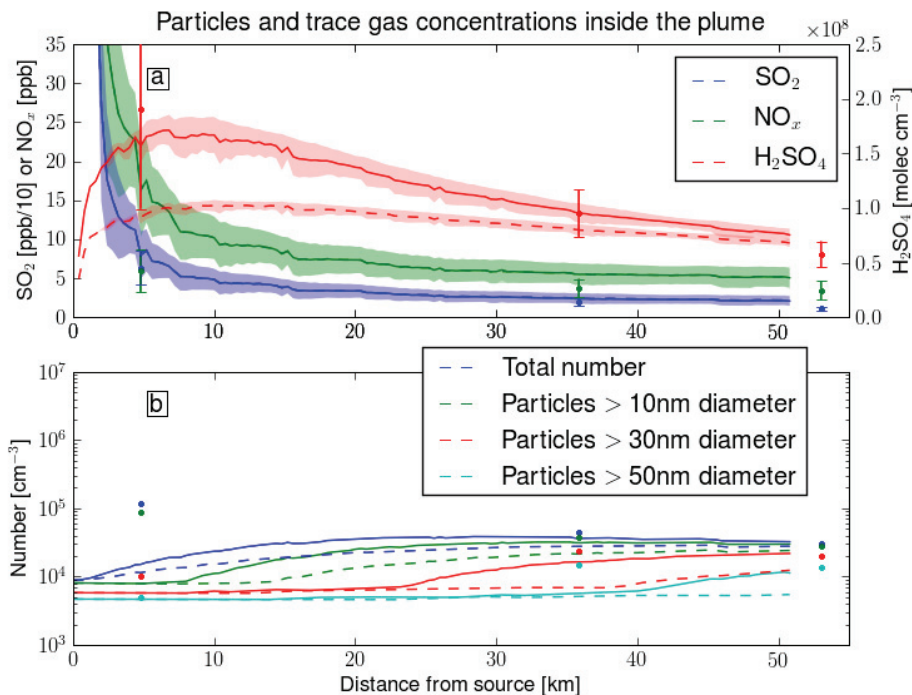 Particles and trace gas concentrations inside the plume
×10⁸
a
35
30
25
20
15
10
5
0
SO₂ [ppb/10] or NOₓ [ppb]
SO₂
NOₓ
H₂SO₄
2.5
2.0
1.5
1.0
0.5
0.0
H₂SO₄ [molec cm⁻³]
0 10 20 30 40 50
b
10⁷
10⁶
10⁵
10⁴
10³
Number [cm⁻³]
Total number
Particles > 10nm diameter
Particles > 30nm diameter
Particles > 50nm diameter
0 10 20 30 40 50
Distance from source [km]